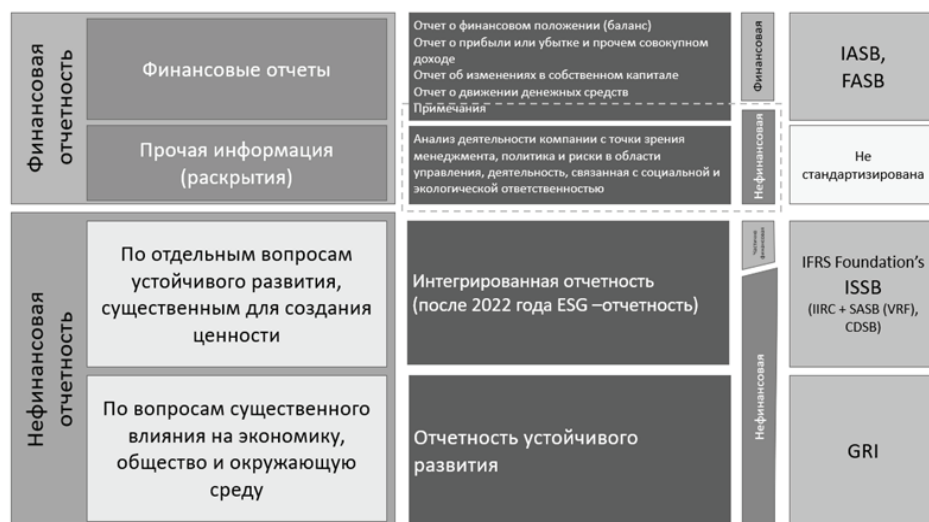 Финансовая
отчетность
Финансовые отчеты
Отчет о финансовом положении (баланс)
Отчет о прибыли или убытке и прочем совокупном
доходе
Отчет об изменениях в собственном капитале
Отчет о движении денежных средств
Примечания
Финансовая
IASB,
FASB
Прочая информация
(раскрытия)
Анализ деятельности компании с точки зрения
менеджмента, политика и риски в области
управления, деятельность, связанная с социальной и
экологической ответственностью
Нефинансовая
Не
стандартизирована
Нефинансовая
отчетность
По отдельным вопросам
устойчивого развития,
существенным для создания
ценности
Интегрированная отчетность
(после 2022 года ESG –отчетность)
Частично
финансовая
IFRS Foundation’s
ISSB
(IIRC + SASB (VRF),
CDSB)
По вопросам существенного
влияния на экономику,
общество и окружающую
среду
Отчетность устойчивого
развития
Нефинансовая
GRI